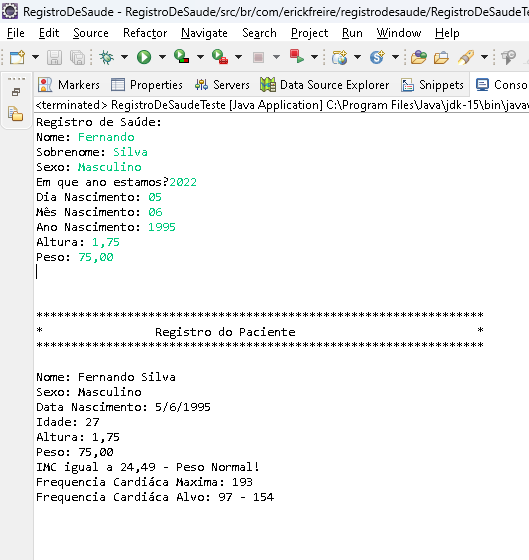 RegistroDeSaude - RegistroDeSaude/src/br/com/erickfreire/registrodesaude/RegistroDeSaudeTes
File Edit Source Refactor Navigate Search Project Run Window Help
Markers Properties Servers Data Source Explorer Snippets Conso
<terminated> RegistroDeSaudeTeste [Java Application] C:\Program Files\Java\jdk-15\bin\javaw
Registro de Saúde:
Nome: Fernando
Sobrenome: Silva
Sexo: Masculino
Em que ano estamos?2022
Dia Nascimento: 05
Mês Nascimento: 06
Ano Nascimento: 1995
Altura: 1,75
Peso: 75,00
****************************************************************
* Registro do Paciente *
****************************************************************
Nome: Fernando Silva
Sexo: Masculino
Data Nascimento: 5/6/1995
Idade: 27
Altura: 1,75
Peso: 75,00
IMC igual a 24,49 - Peso Normal!
Frequencia Cardiáca Maxima: 193
Frequencia Cardiáca Alvo: 97 - 154